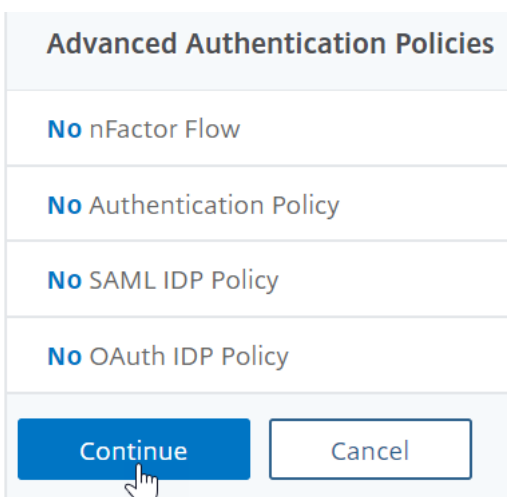 Advanced Authentication Policies
No nFactor Flow
No Authentication Policy
No SAML IDP Policy
No OAuth IDP Policy
Continue Cancel